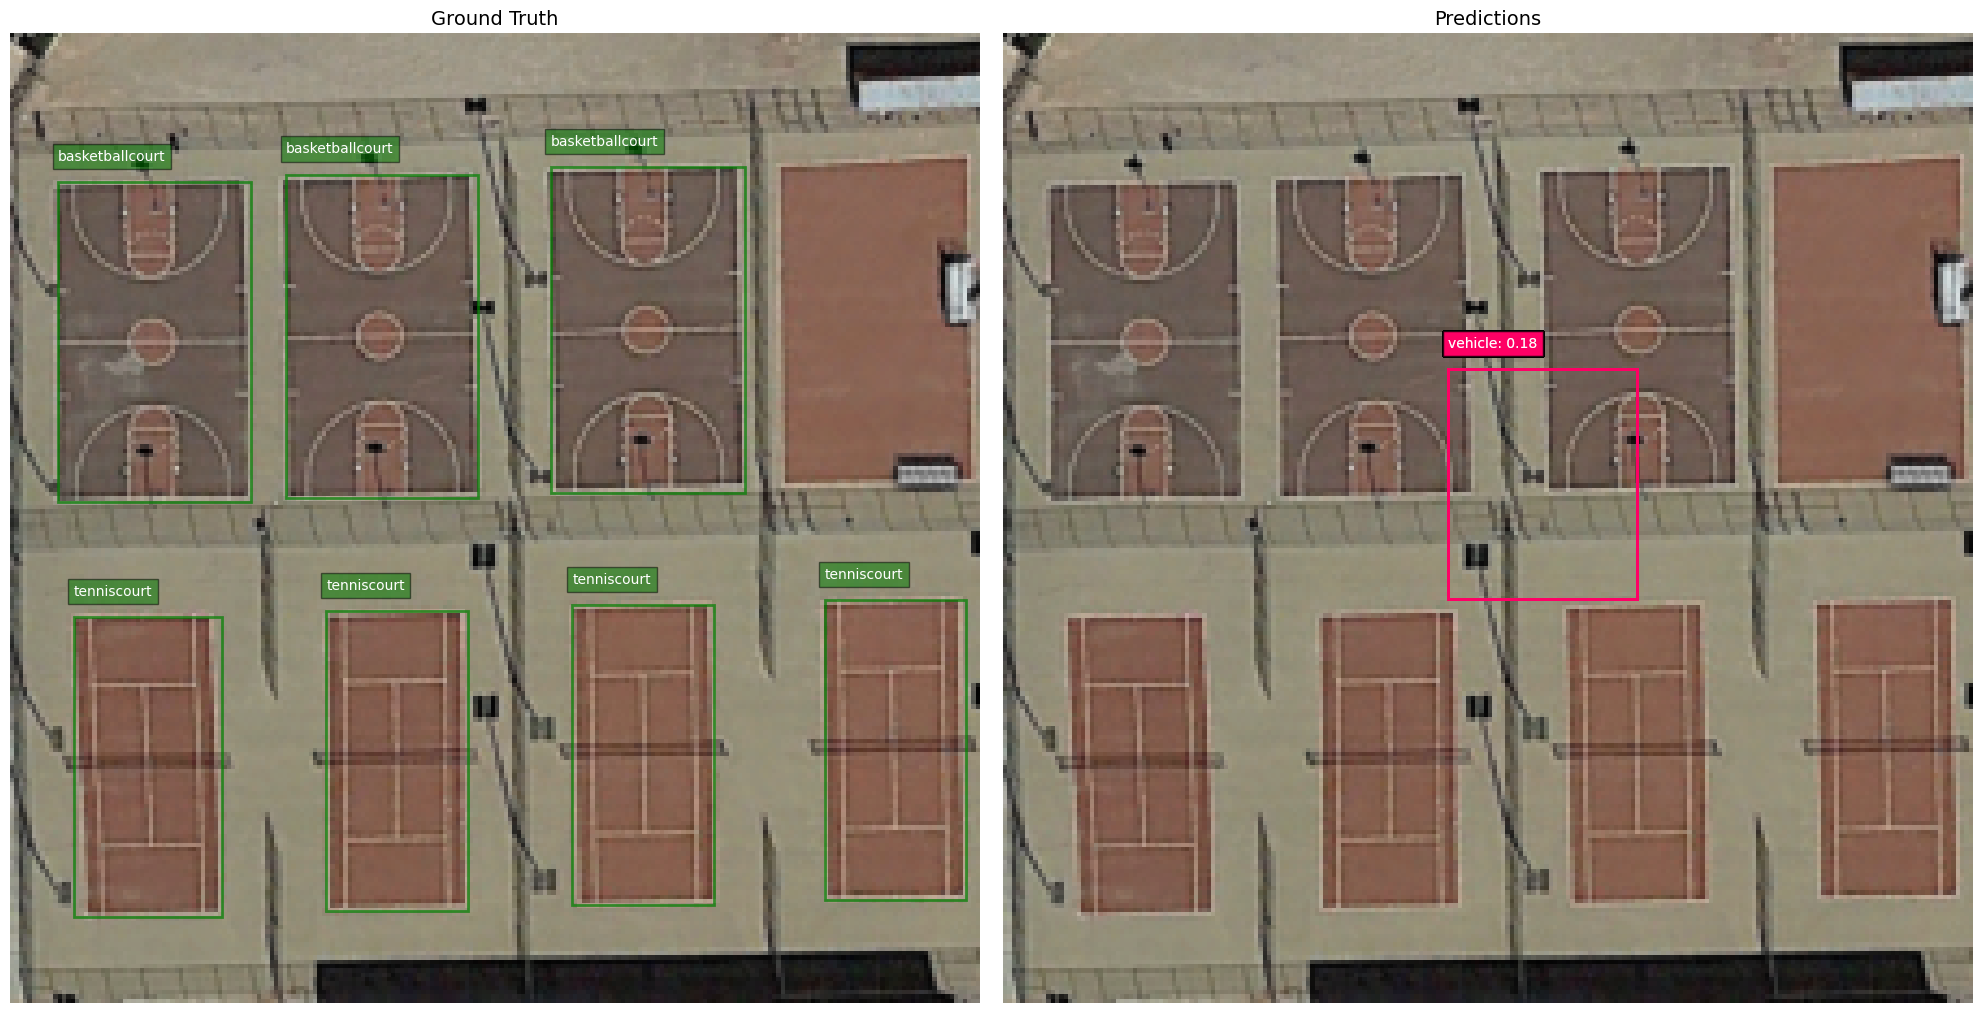 Ground Truth
Predictions
basketballcourt
basketballcourt
basketballcourt
vehicle: 0.18
tenniscourt
tenniscourt
tenniscourt
tenniscourt